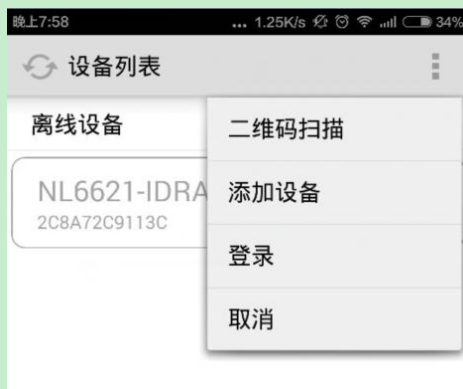 晚上7:58 ... 1.25K/s 34%
设备列表
离线设备
二维码扫描
NL6621-IDRA
添加设备
2C8A72C9113C
登录
取消